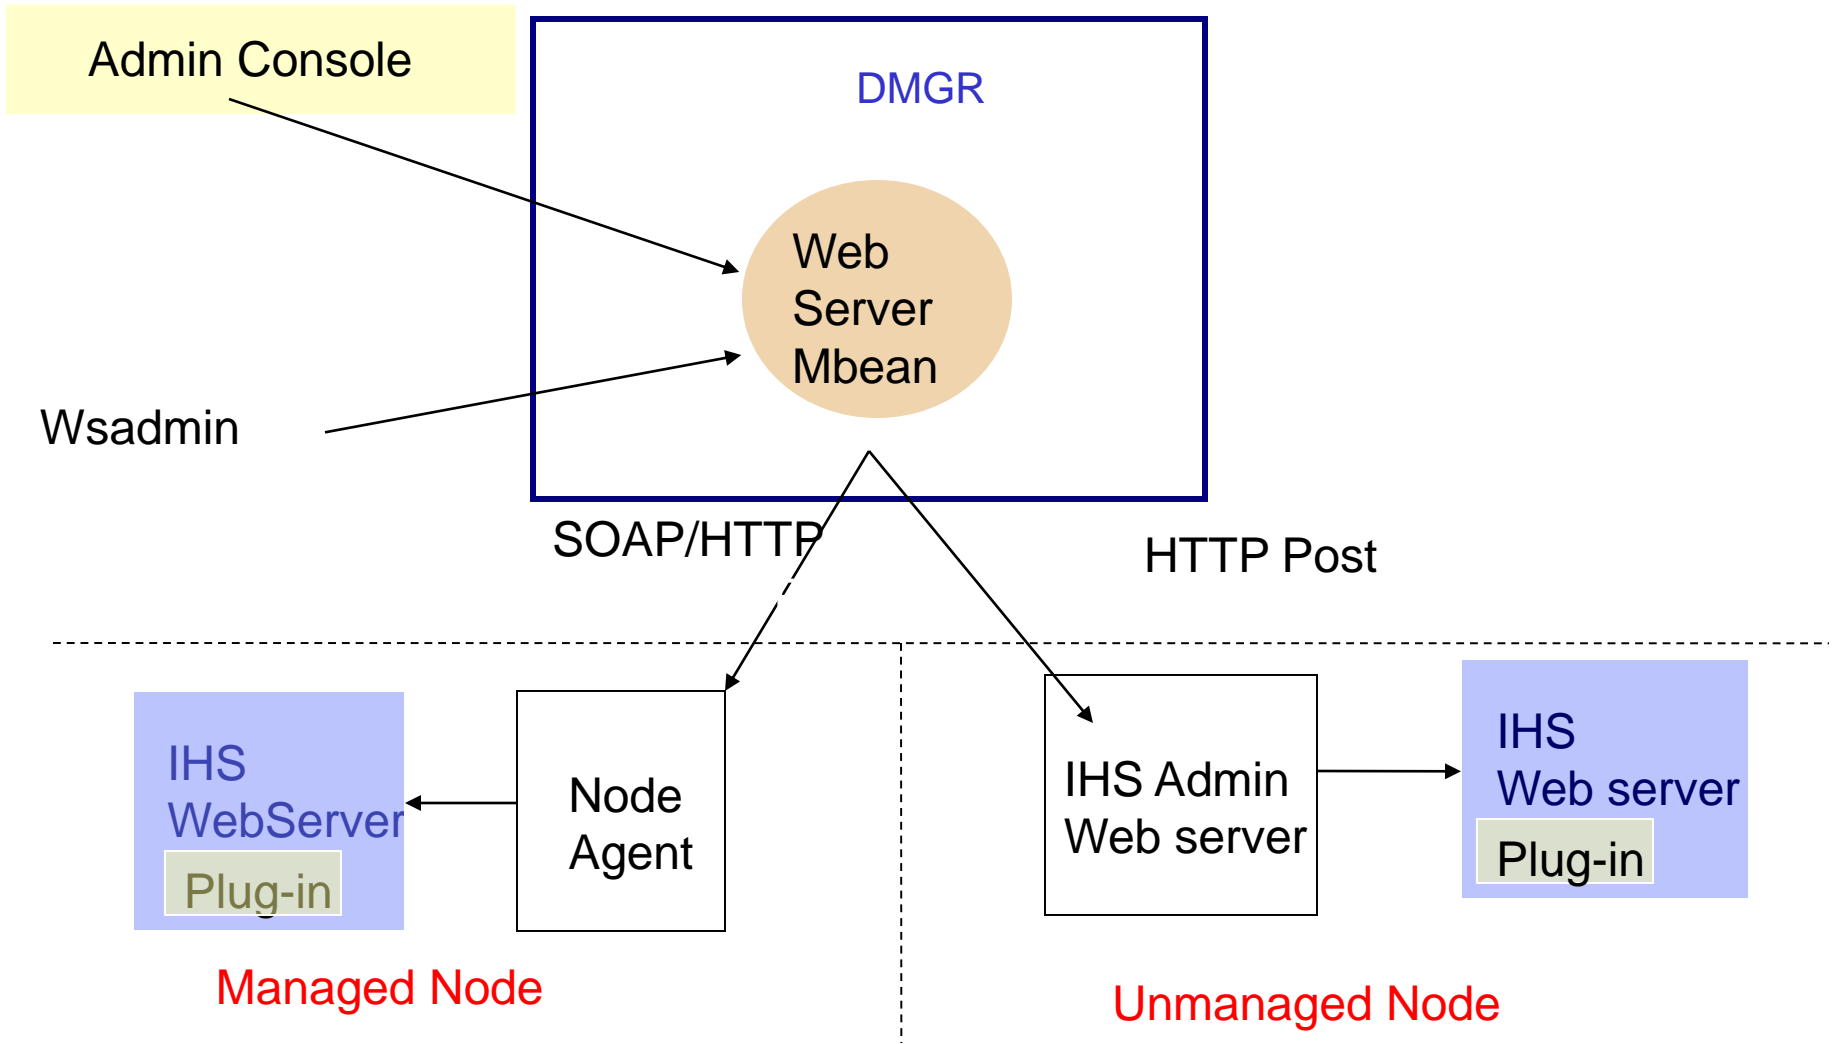 Admin Console
DMGR
Web
Server
Mbean
Wsadmin
SOAP/HTTP
HTTP Post
IHS
WebServer
Plug-in
Node
Agent
IHS Admin
Web server
IHS
Web server
Plug-in
Managed Node
Unmanaged Node